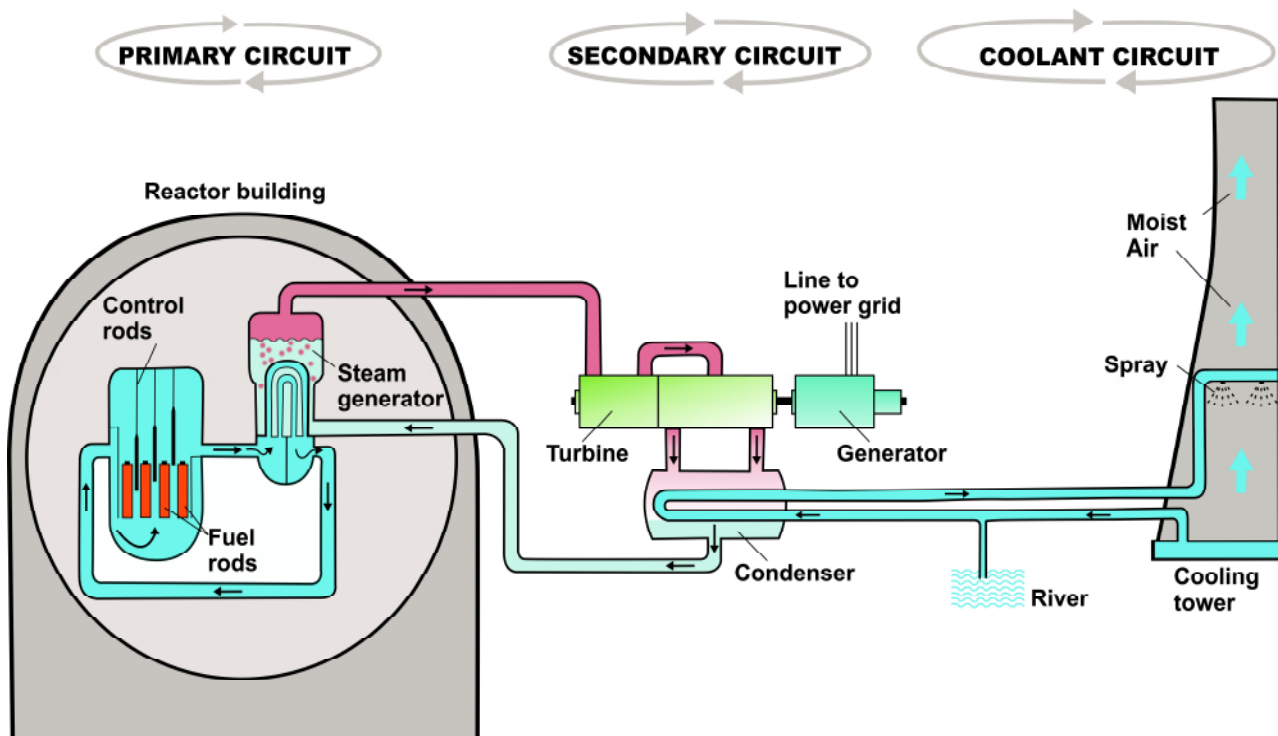 PRIMARY CIRCUIT
SECONDARY CIRCUIT
COOLANT CIRCUIT
Reactor building
Control
rods
Steam
generator
Fuel
rods
Line to
power grid
Turbine
Generator
Condenser
River
Moist
Air
Spray
Cooling
tower